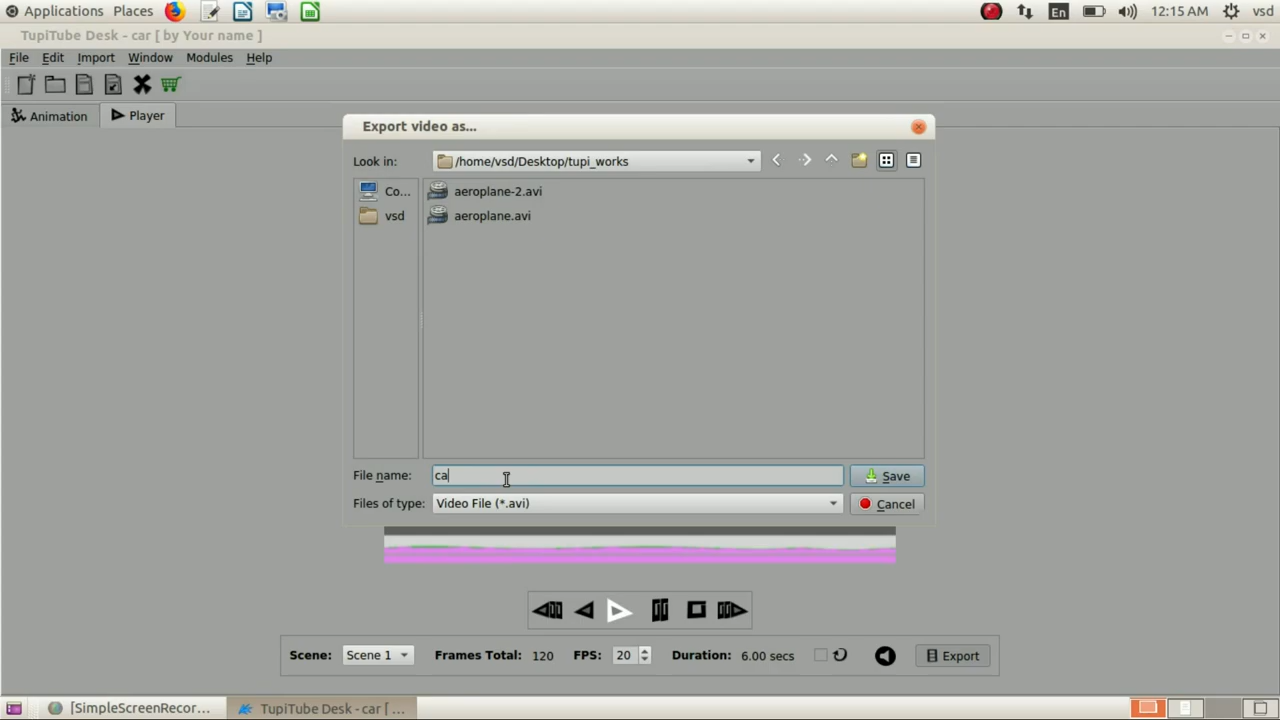 Applications Places En 12:15 AM vsd
TupiTube Desk - car [ by Your name ]
File Edit Import Window Modules Help
Animation Player
Export video as...
Look in: /home/vsd/Desktop/tupi_works
Co... aeroplane-2.avi
vsd aeroplane.avi
File name: ca Save
Files of type: Video File (*.avi) Cancel
Scene: Scene 1 Frames Total: 120 FPS: 20 Duration: 6.00 secs Export
[SimpleScreenRecor... TupiTube Desk - car [ ...